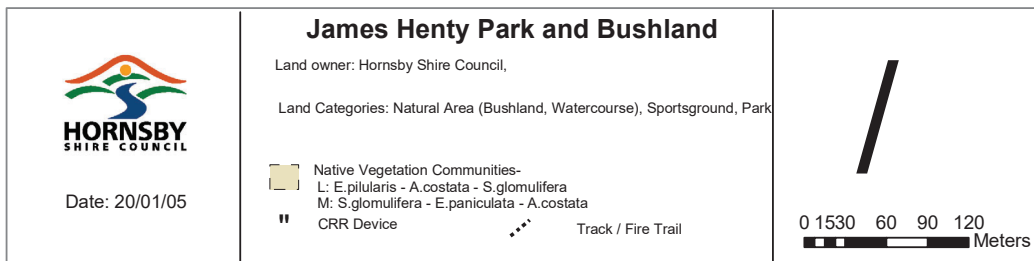 HORNSBY
SHIRE COUNCIL
Date: 20/01/05
James Henty Park and Bushland
Land owner: Hornsby Shire Council,
Land Categories: Natural Area (Bushland, Watercourse), Sportsground, Park
Native Vegetation Communities-
L: E.pilularis - A.costata - S.glomulifera
M: S.glomulifera - E.paniculata - A.costata
" CRR Device
Track / Fire Trail
/
0 15 30 60 90 120
Meters